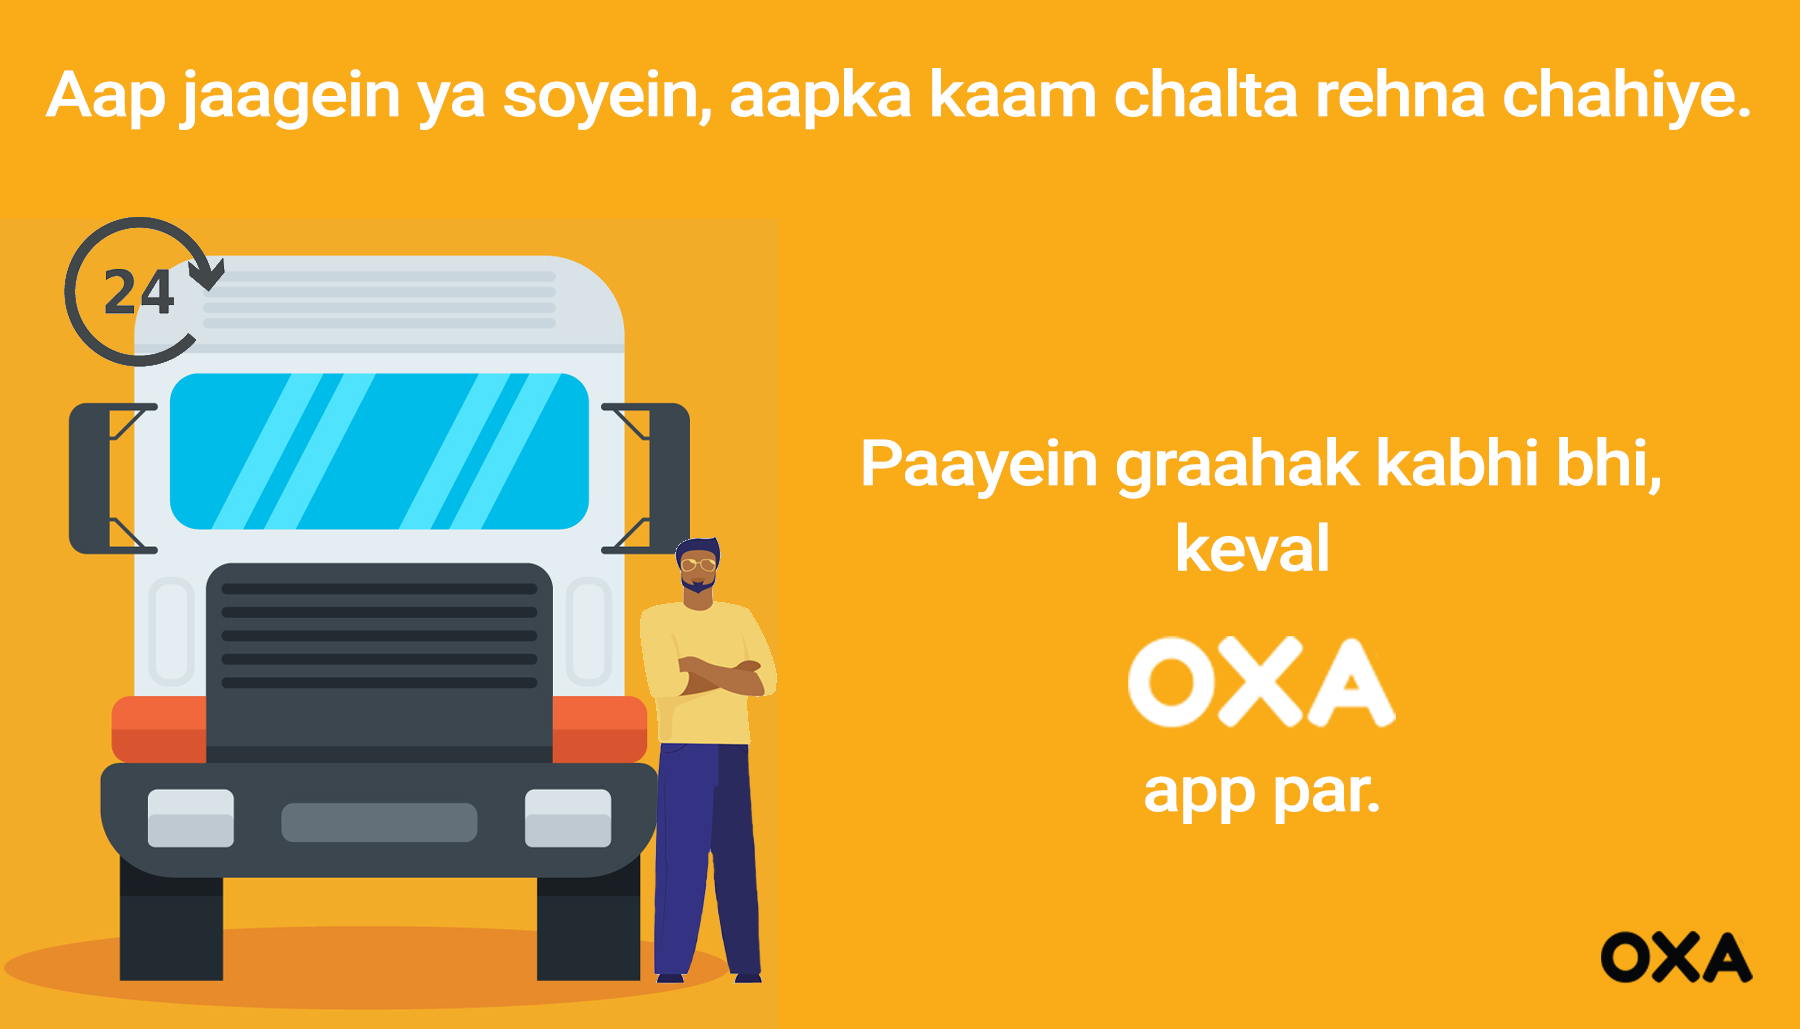 Aap jaagein ya soyein, aapka kaam chalta rehna chahiye.
24
Paayein graahak kabhi bhi,
keval
OXA
app par.
OXA